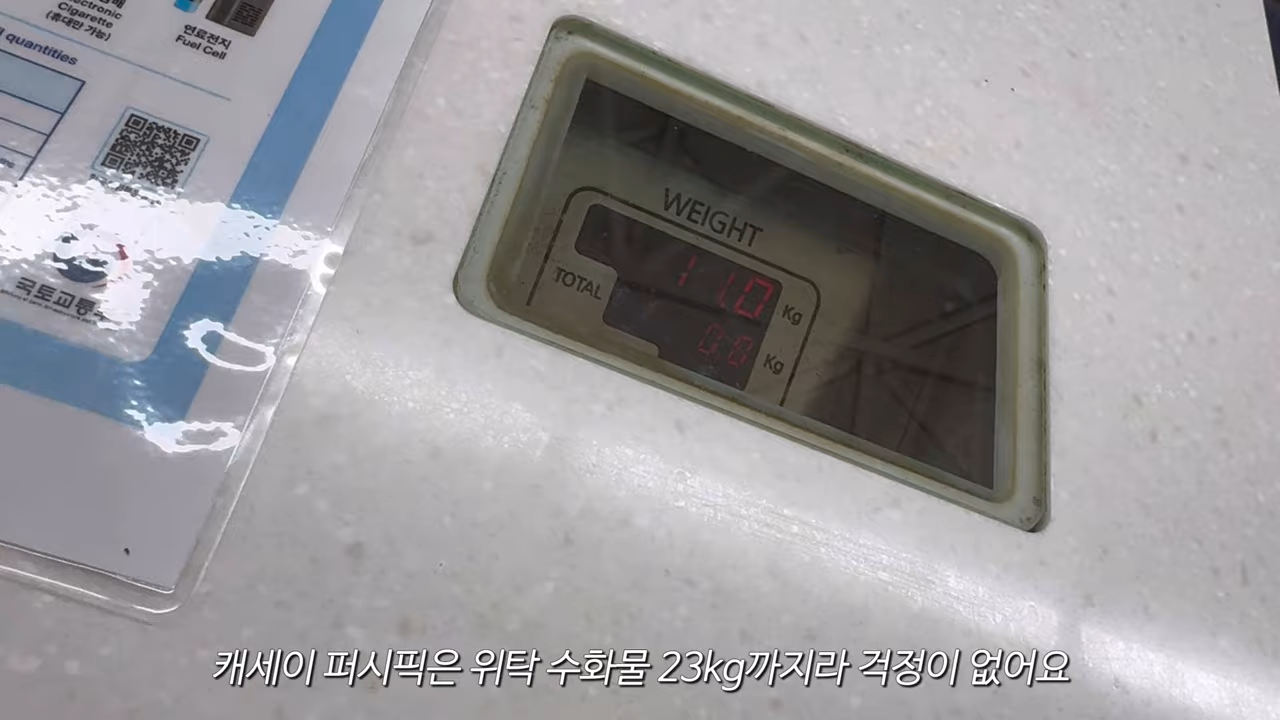 Electronic
Cigarette
(휴대만 가능)
연료전지
Fuel Cell
quantities
국토교통
WEIGHT
11.0 Kg
TOTAL
0.0 Kg
캐세이 퍼시픽은 위탁 수화물 23kg까지라 걱정이 없어요